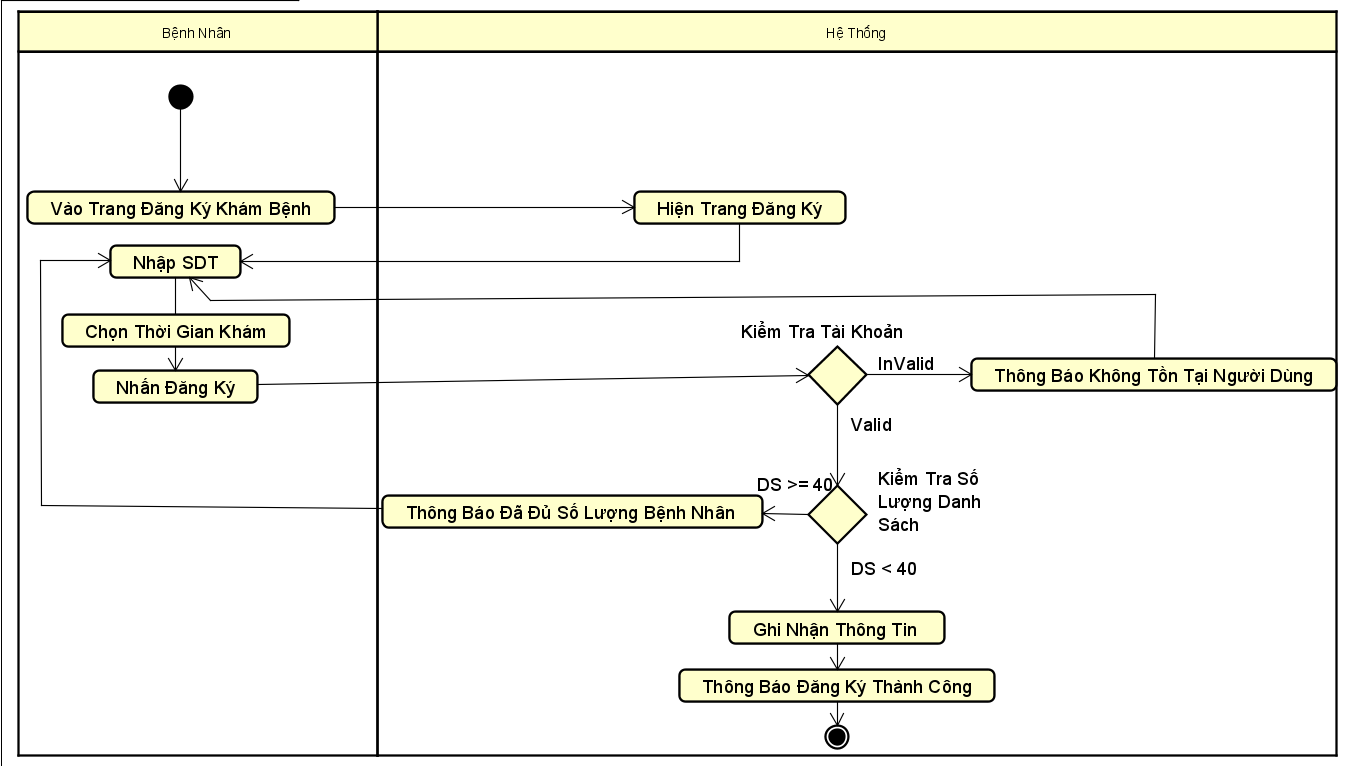 Bệnh Nhân
Hệ Thống
Vào Trang Đăng Ký Khám Bệnh
Hiện Trang Đăng Ký
Nhập SDT
Chọn Thời Gian Khám
Kiểm Tra Tài Khoản
InValid
Thông Báo Không Tồn Tại Người Dùng
Nhấn Đăng Ký
Valid
DS >= 40
Kiểm Tra Số
Lượng Danh
Sách
Thông Báo Đã Đủ Số Lượng Bệnh Nhân
DS < 40
Ghi Nhận Thông Tin
Thông Báo Đăng Ký Thành Công